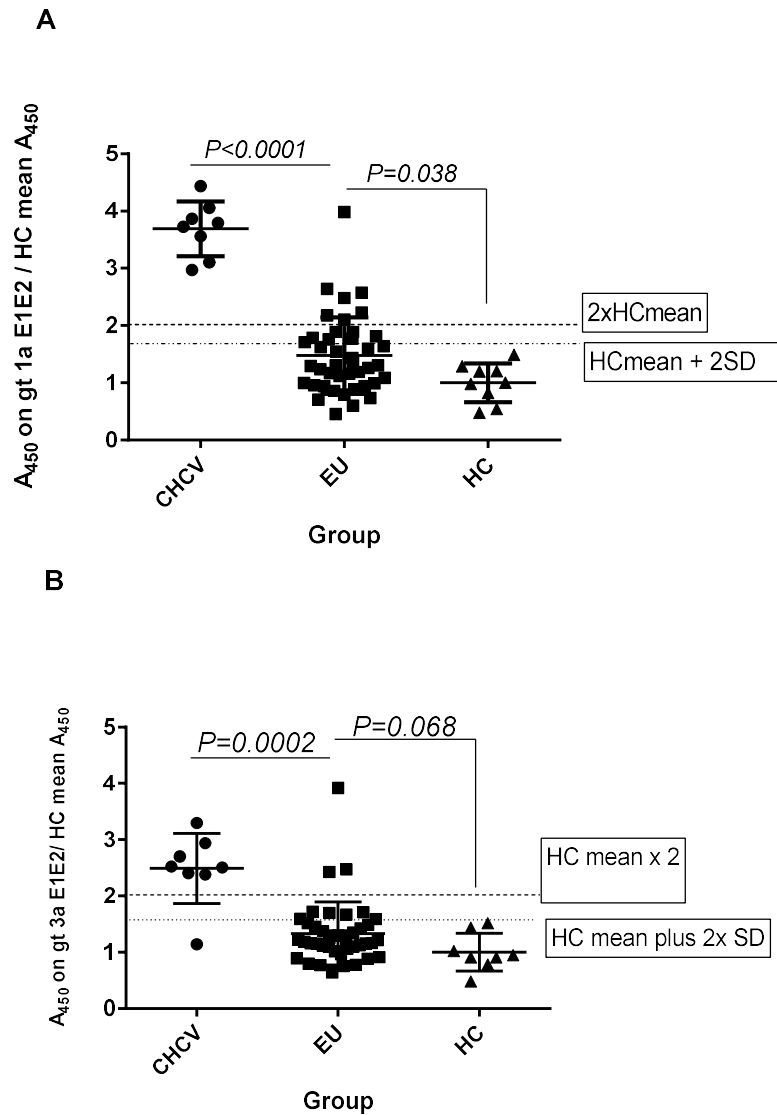 A
A450 on gt 1a E1E2 / HC mean A450
5
4
3
2
1
0
P<0.0001
P=0.038
2xHCmean
HCmean + 2SD
CHCV
EU
HC
Group
B
A450 on gt 3a E1E2/ HC mean A450
5
4
3
2
1
0
P=0.0002
P=0.068
HC mean x 2
HC mean plus 2x SD
CHCV
EU
HC
Group